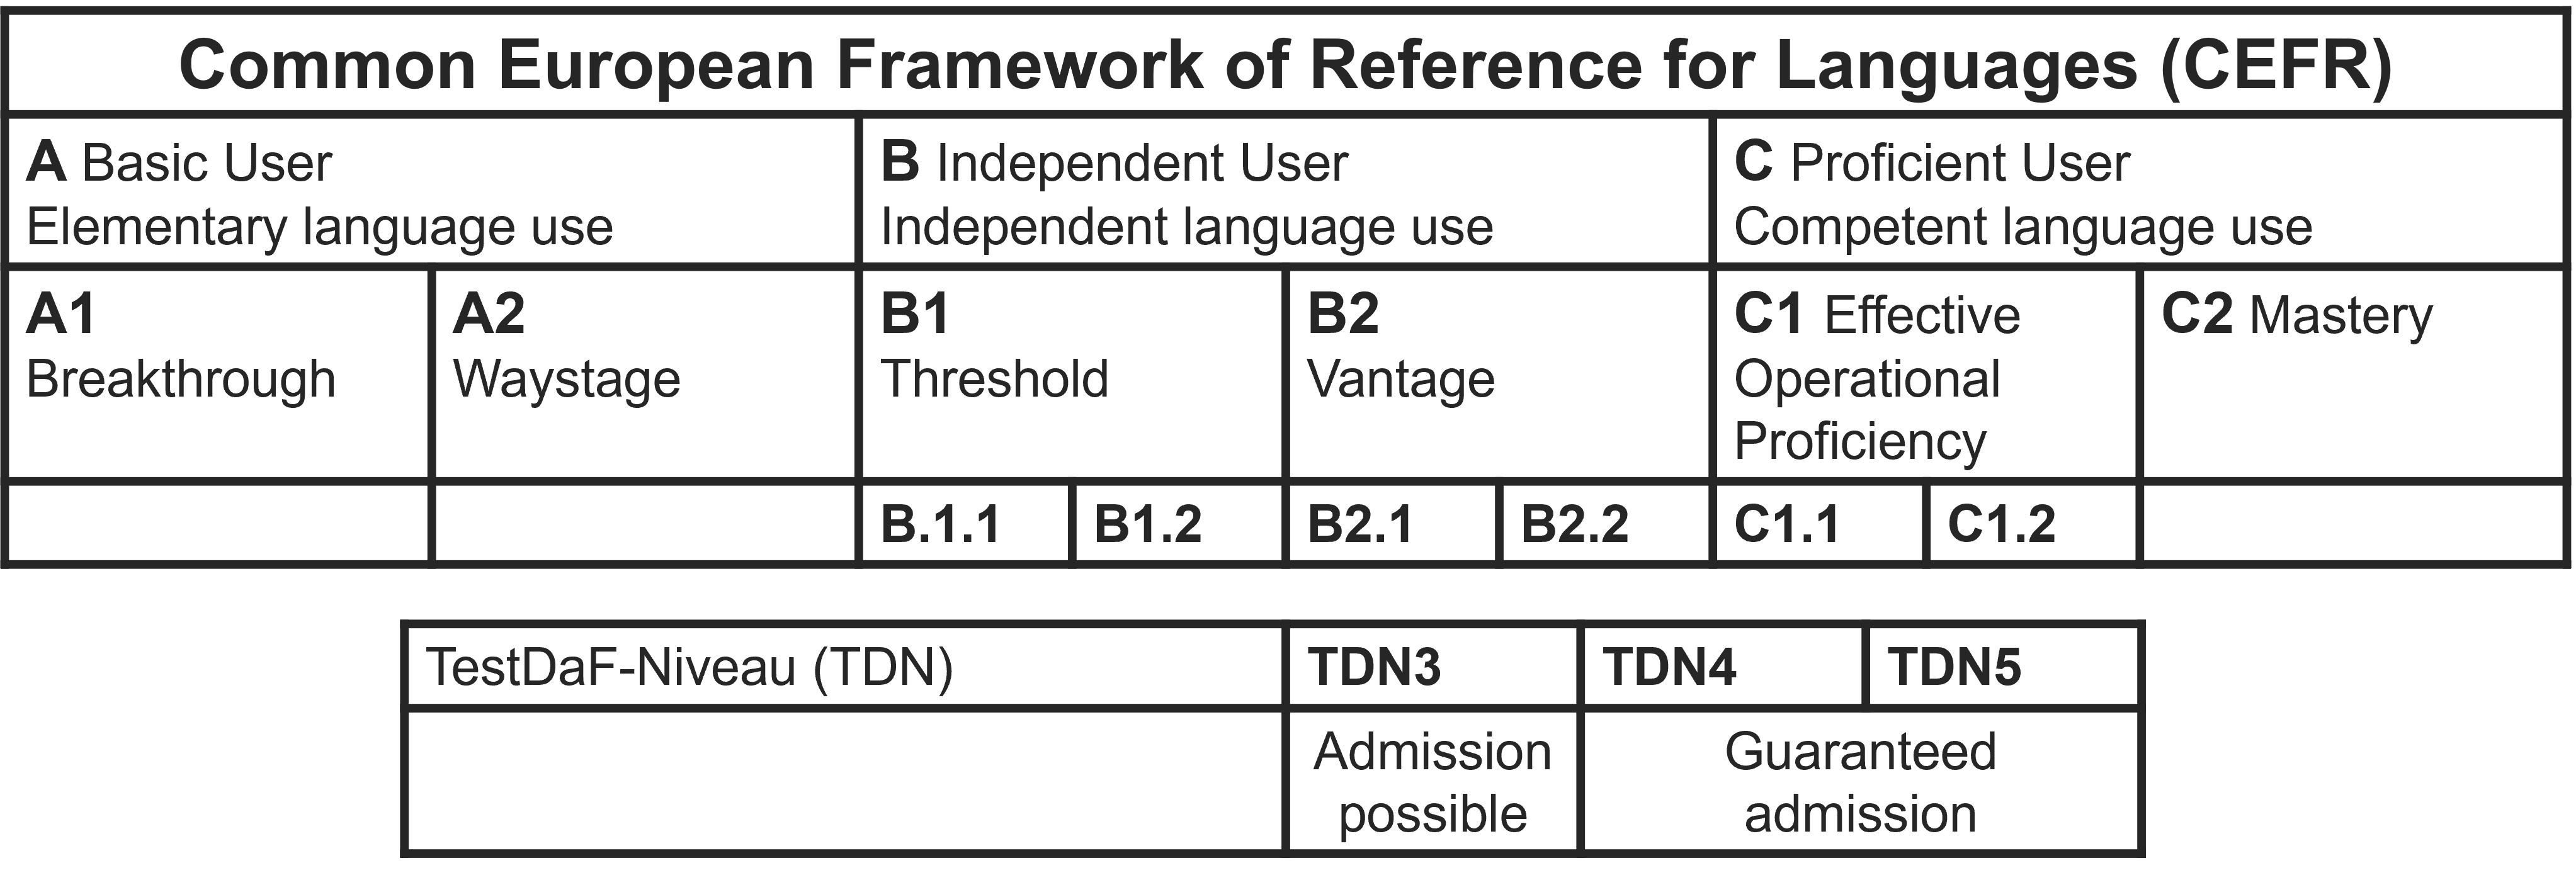 Common European Framework of Reference for Languages (CEFR)
A Basic User
Elementary language use
B Independent User
Independent language use
C Proficient User
Competent language use
A1
Breakthrough
A2
Waystage
B1
Threshold
B2
Vantage
C1 Effective
Operational
Proficiency
C2 Mastery
B.1.1
B1.2
B2.1
B2.2
C1.1
C1.2
TestDaF-Niveau (TDN)
TDN3
TDN4
TDN5
Admission
possible
Guaranteed
admission